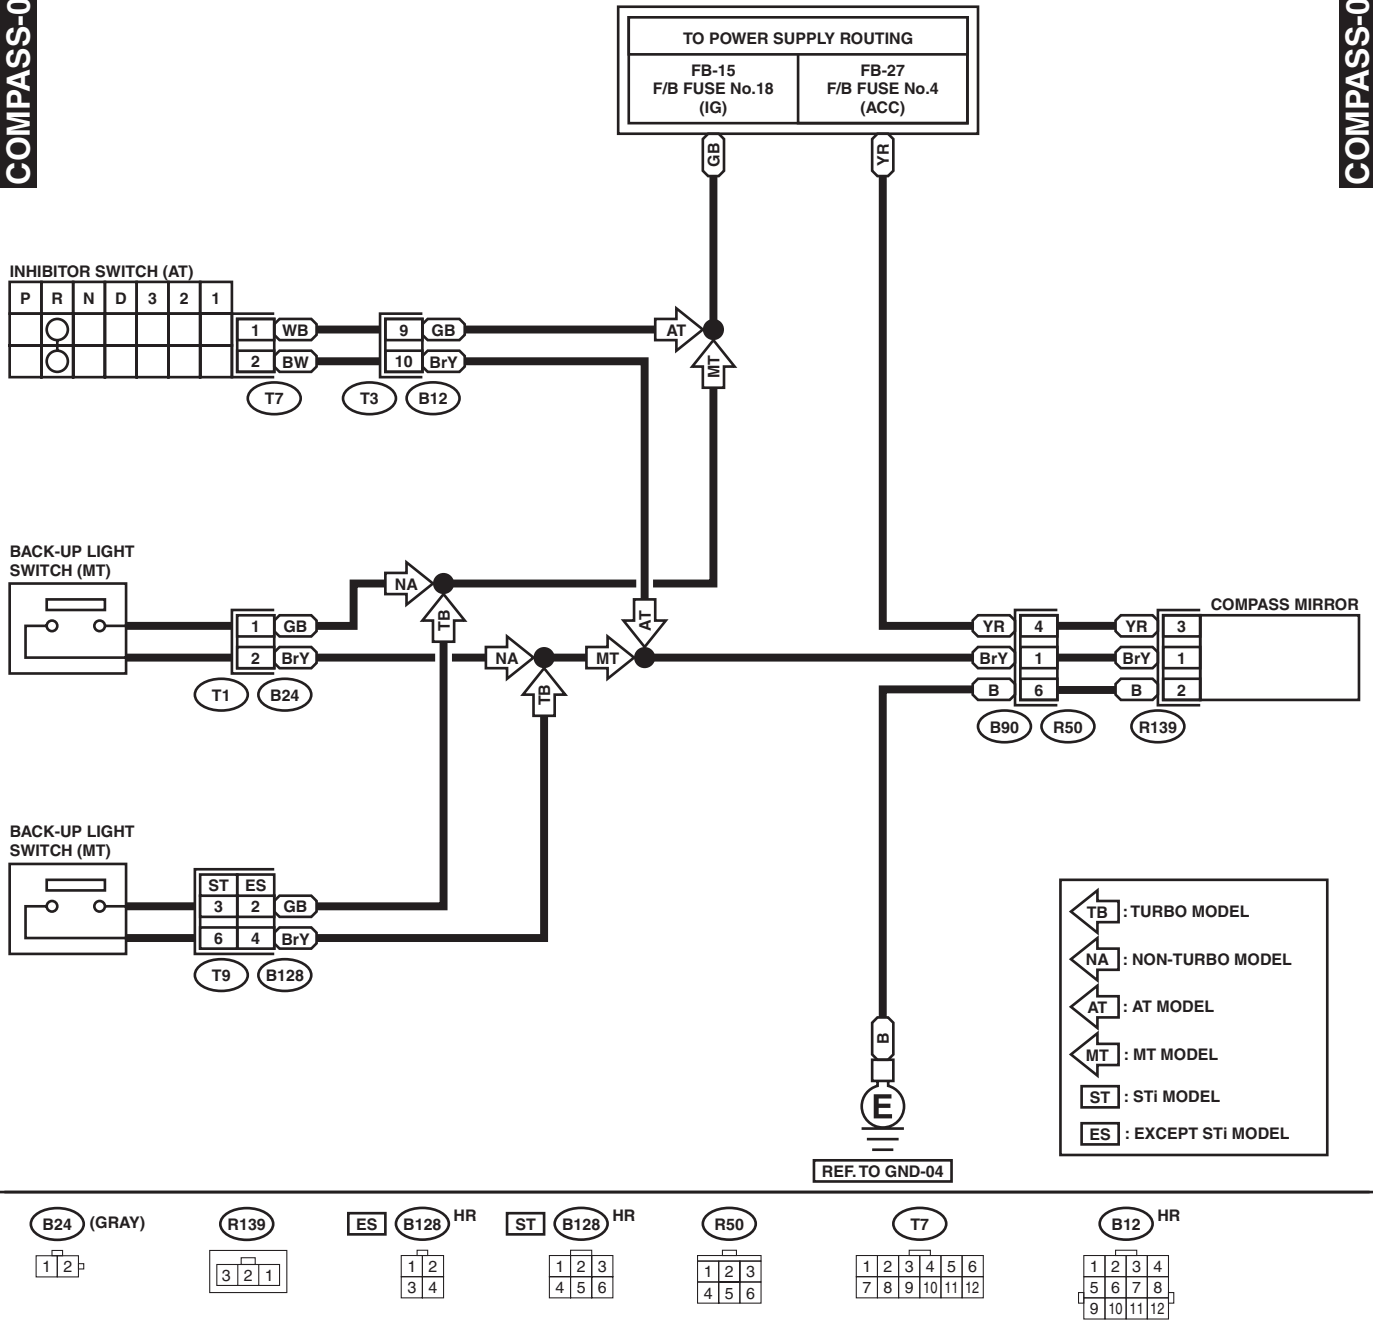 COMPASS-0
COMPASS-0
TO POWER SUPPLY ROUTING
FB-15
F/B FUSE No.18
(IG)
FB-27
F/B FUSE No.4
(ACC)
GB
YR
INHIBITOR SWITCH (AT)
P R N D 3 2 1
1 WB 9 GB AT
2 BW 10 BrY MT
T7 T3 B12
BACK-UP LIGHT
SWITCH (MT)
NA
TB
AT
1 GB
2 BrY NA MT
TB
T1 B24
COMPASS MIRROR
YR 4 YR 3
BrY 1 BrY 1
B 6 B 2
B90 R50 R139
BACK-UP LIGHT
SWITCH (MT)
ST ES
3 2 GB
6 4 BrY
T9 B128
B
E
REF. TO GND-04
TB : TURBO MODEL
NA : NON-TURBO MODEL
AT : AT MODEL
MT : MT MODEL
ST : STi MODEL
ES : EXCEPT STi MODEL
B24 (GRAY)
1 2
R139
3 2 1
ES B128 HR
1 2
3 4
ST B128 HR
1 2 3
4 5 6
R50
1 2 3
4 5 6
T7
1 2 3 4 5 6
7 8 9 10 11 12
B12 HR
1 2 3 4
5 6 7 8
9 10 11 12